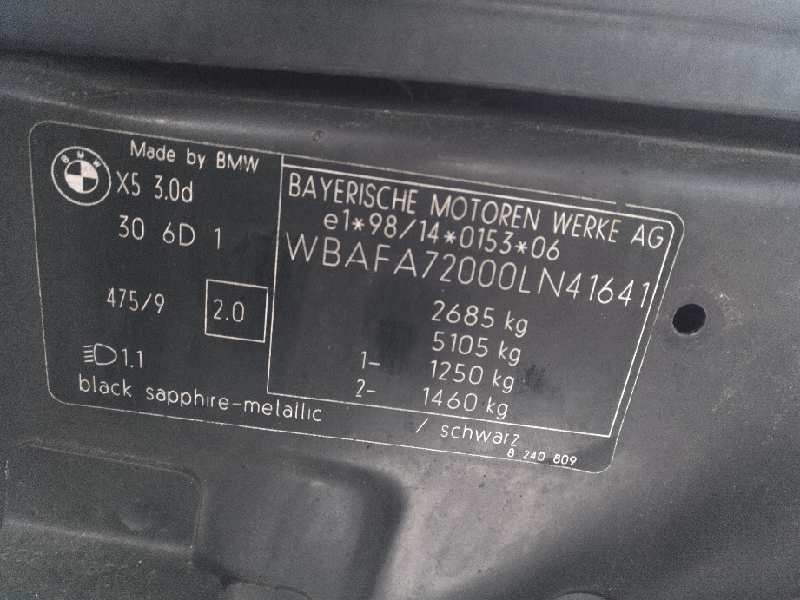 BMW
Made by BMW
X5 3.0d
30 6D 1
475/9
2.0
1.1
black sapphire-metallic / schwarz
BAYERISCHE MOTOREN WERKE AG
e1*98/14*0153*06
WBAFA72000LN41641
2685 kg
5105 kg
1- 1250 kg
2- 1460 kg
8 240 809